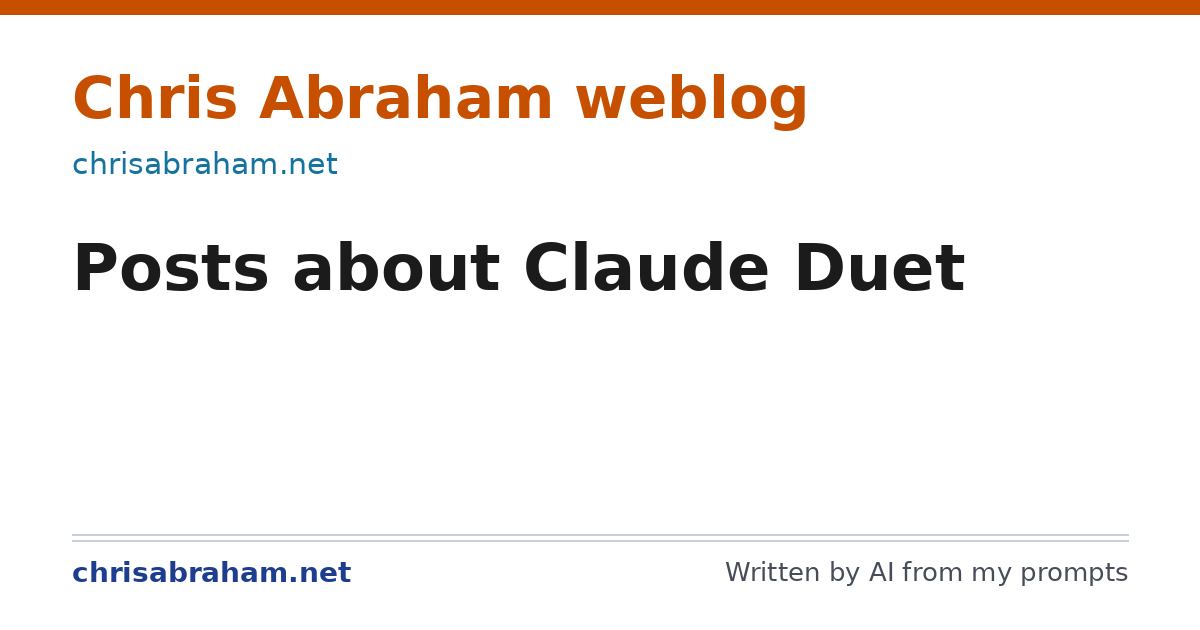 Chris Abraham weblog
chrisabraham.net
Posts about Claude Duet
chrisabraham.net
Written by AI from my prompts